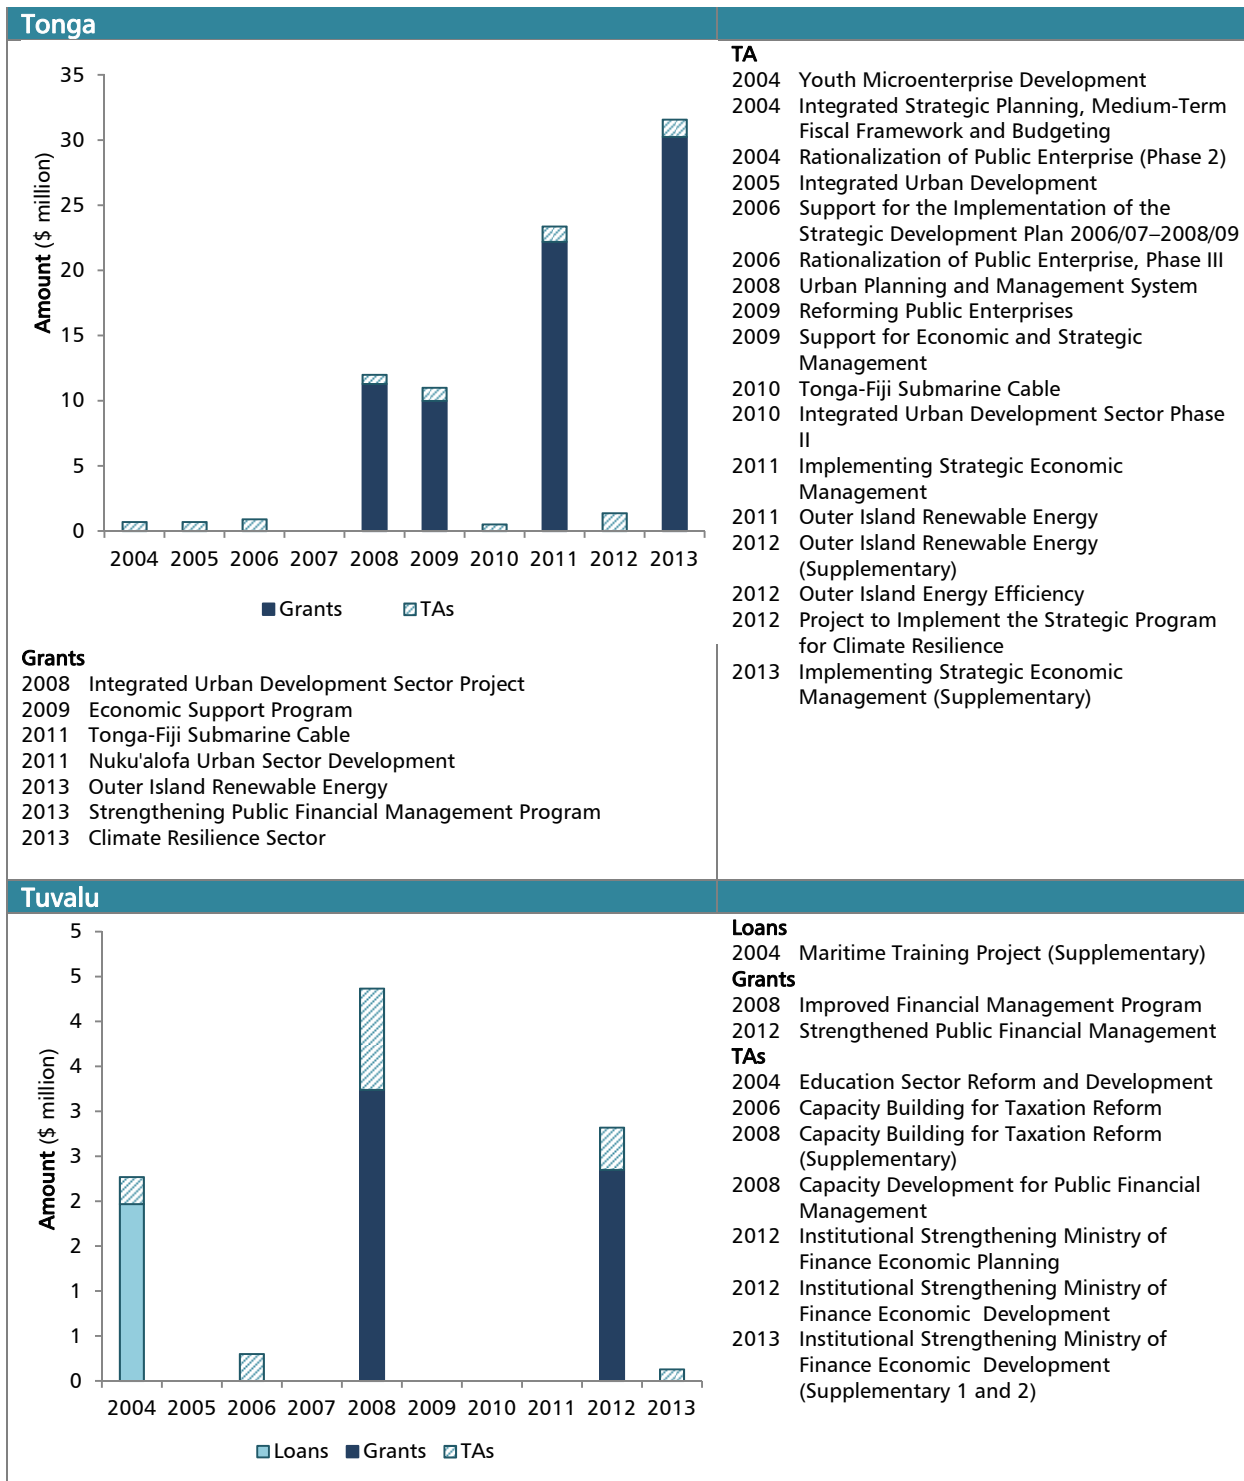 Tonga
35
30
25
20
15
10
5
0
Amount ($ million)
2004 2005 2006 2007 2008 2009 2010 2011 2012 2013
Grants TAs
Grants
2008 Integrated Urban Development Sector Project
2009 Economic Support Program
2011 Tonga-Fiji Submarine Cable
2011 Nuku'alofa Urban Sector Development
2013 Outer Island Renewable Energy
2013 Strengthening Public Financial Management Program
2013 Climate Resilience Sector
TA
2004 Youth Microenterprise Development
2004 Integrated Strategic Planning, Medium-Term
Fiscal Framework and Budgeting
2004 Rationalization of Public Enterprise (Phase 2)
2005 Integrated Urban Development
2006 Support for the Implementation of the
Strategic Development Plan 2006/07–2008/09
2006 Rationalization of Public Enterprise, Phase III
2008 Urban Planning and Management System
2009 Reforming Public Enterprises
2009 Support for Economic and Strategic
Management
2010 Tonga-Fiji Submarine Cable
2010 Integrated Urban Development Sector Phase
II
2011 Implementing Strategic Economic
Management
2011 Outer Island Renewable Energy
2012 Outer Island Renewable Energy
(Supplementary)
2012 Outer Island Energy Efficiency
2012 Project to Implement the Strategic Program
for Climate Resilience
2013 Implementing Strategic Economic
Management (Supplementary)
Tuvalu
5
5
4
4
3
3
2
2
1
1
0
Amount ($ million)
2004 2005 2006 2007 2008 2009 2010 2011 2012 2013
Loans Grants TAs
Loans
2004 Maritime Training Project (Supplementary)
Grants
2008 Improved Financial Management Program
2012 Strengthened Public Financial Management
TAs
2004 Education Sector Reform and Development
2006 Capacity Building for Taxation Reform
2008 Capacity Building for Taxation Reform
(Supplementary)
2008 Capacity Development for Public Financial
Management
2012 Institutional Strengthening Ministry of
Finance Economic Planning
2012 Institutional Strengthening Ministry of
Finance Economic Development
2013 Institutional Strengthening Ministry of
Finance Economic Development
(Supplementary 1 and 2)